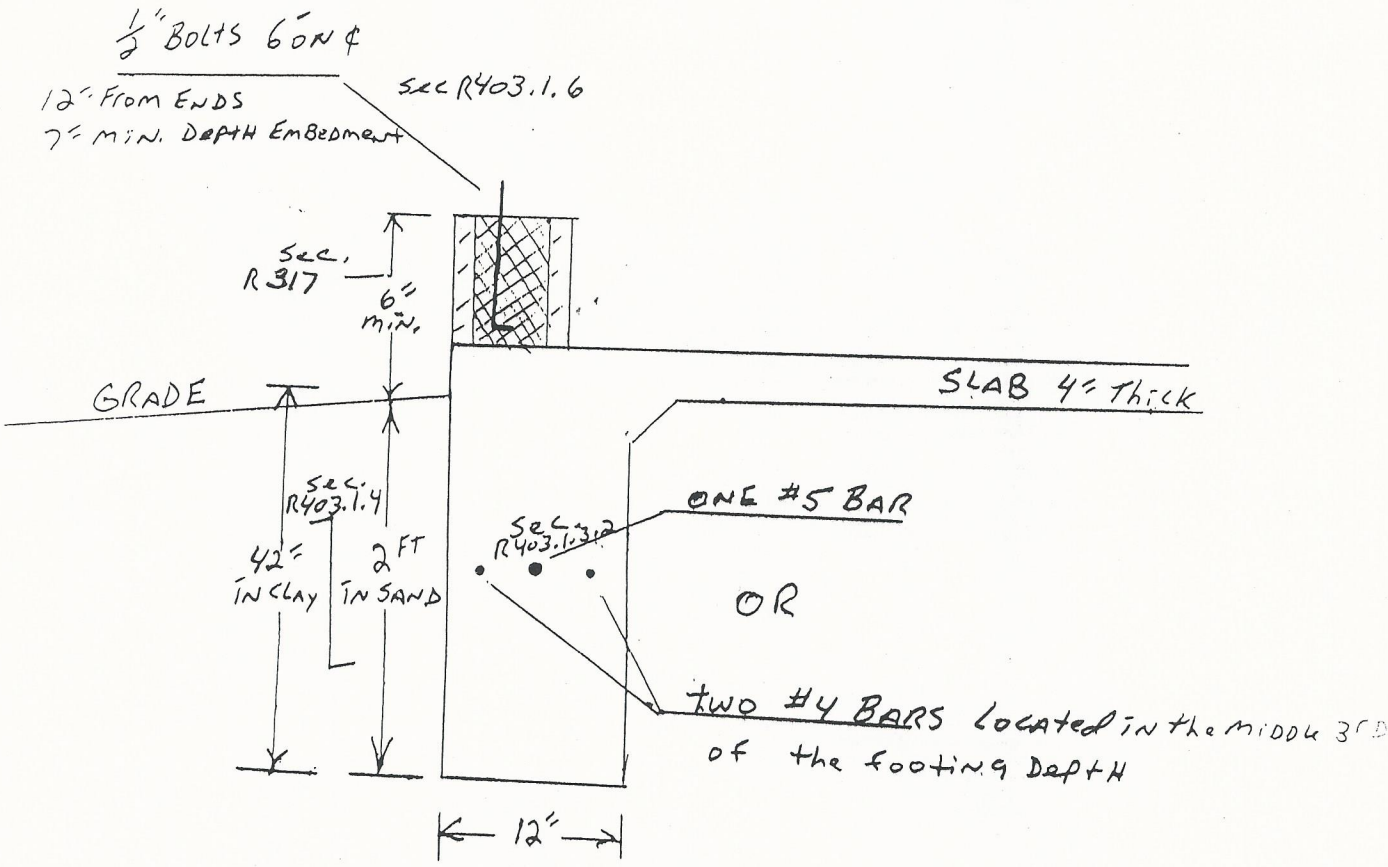 1/2" BOLTS 6' ON ¢
12" FROM ENDS
7" MIN. DEPTH EMBEDMENT
Sec R403.1.6
Sec.
R317
6"
MIN.
GRADE
SLAB 4" Thick
Sec.
R403.1.4
42"
IN CLAY
2 FT
IN SAND
Sec.
R403.1.3.2
ONE #5 BAR
OR
TWO #4 BARS Located in the MIDDLE 3RD
of the footing Depth
12"